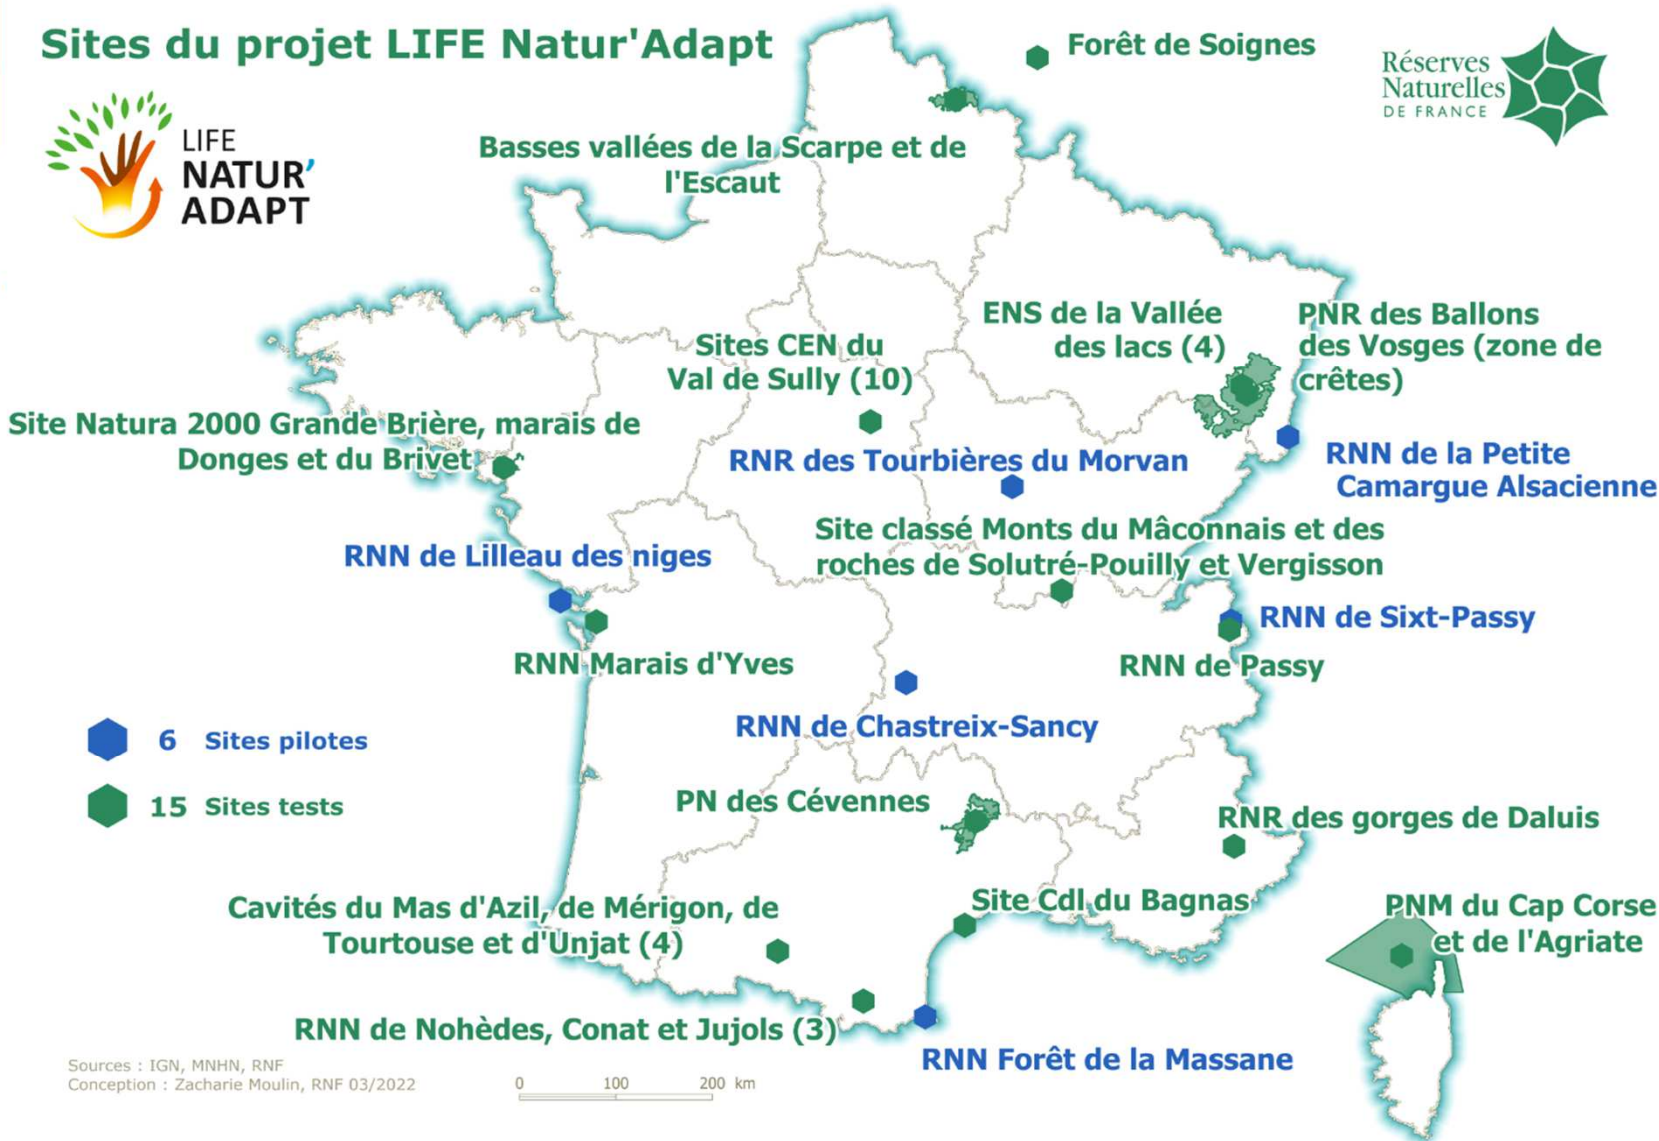 Sites du projet LIFE Natur'Adapt
LIFE
NATUR'
ADAPT
Forêt de Soignes
Réserves
Naturelles
DE FRANCE
Basses vallées de la Scarpe et de
l'Escaut
ENS de la Vallée
des lacs (4)
PNR des Ballons
des Vosges (zone de
crêtes)
Sites CEN du
Val de Sully (10)
Site Natura 2000 Grande Brière, marais de
Donges et du Brivet
RNR des Tourbières du Morvan
RNN de la Petite
Camargue Alsacienne
Site classé Monts du Mâconnais et des
roches de Solutré-Pouilly et Vergisson
RNN de Lilleau des niges
RNN de Sixt-Passy
RNN Marais d'Yves
RNN de Passy
RNN de Chastreix-Sancy
6 Sites pilotes
15 Sites tests
PN des Cévennes
RNR des gorges de Daluis
Cavités du Mas d'Azil, de Mérigon, de
Tourtouse et d'Unjat (4)
Site Cdl du Bagnas
PNM du Cap Corse
et de l'Agriate
RNN de Nohèdes, Conat et Jujols (3)
RNN Forêt de la Massane
Sources : IGN, MNHN, RNF
Conception : Zacharie Moulin, RNF 03/2022
0 100 200 km